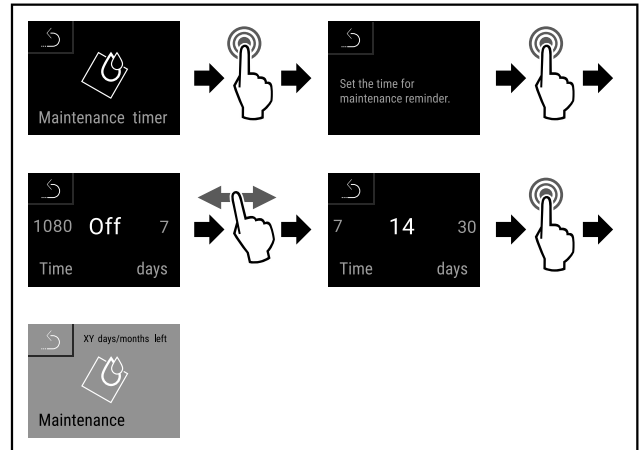 Maintenance timer
Set the time for
maintenance reminder.
1080 Off 7
Time days
7 14 30
Time days
XY days/months left
Maintenance